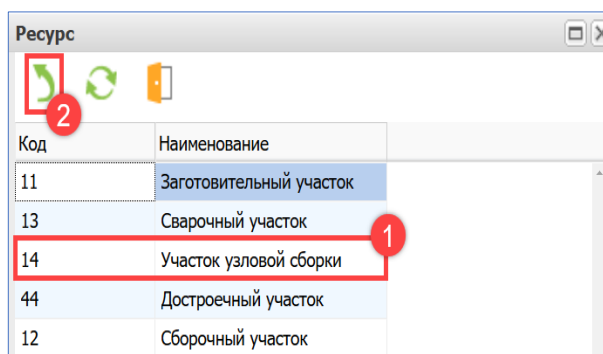 Ресурс
2
Код Наименование
11 Заготовительный участок
13 Сварочный участок
1
14 Участок узловой сборки
44 Достроечный участок
12 Сборочный участок